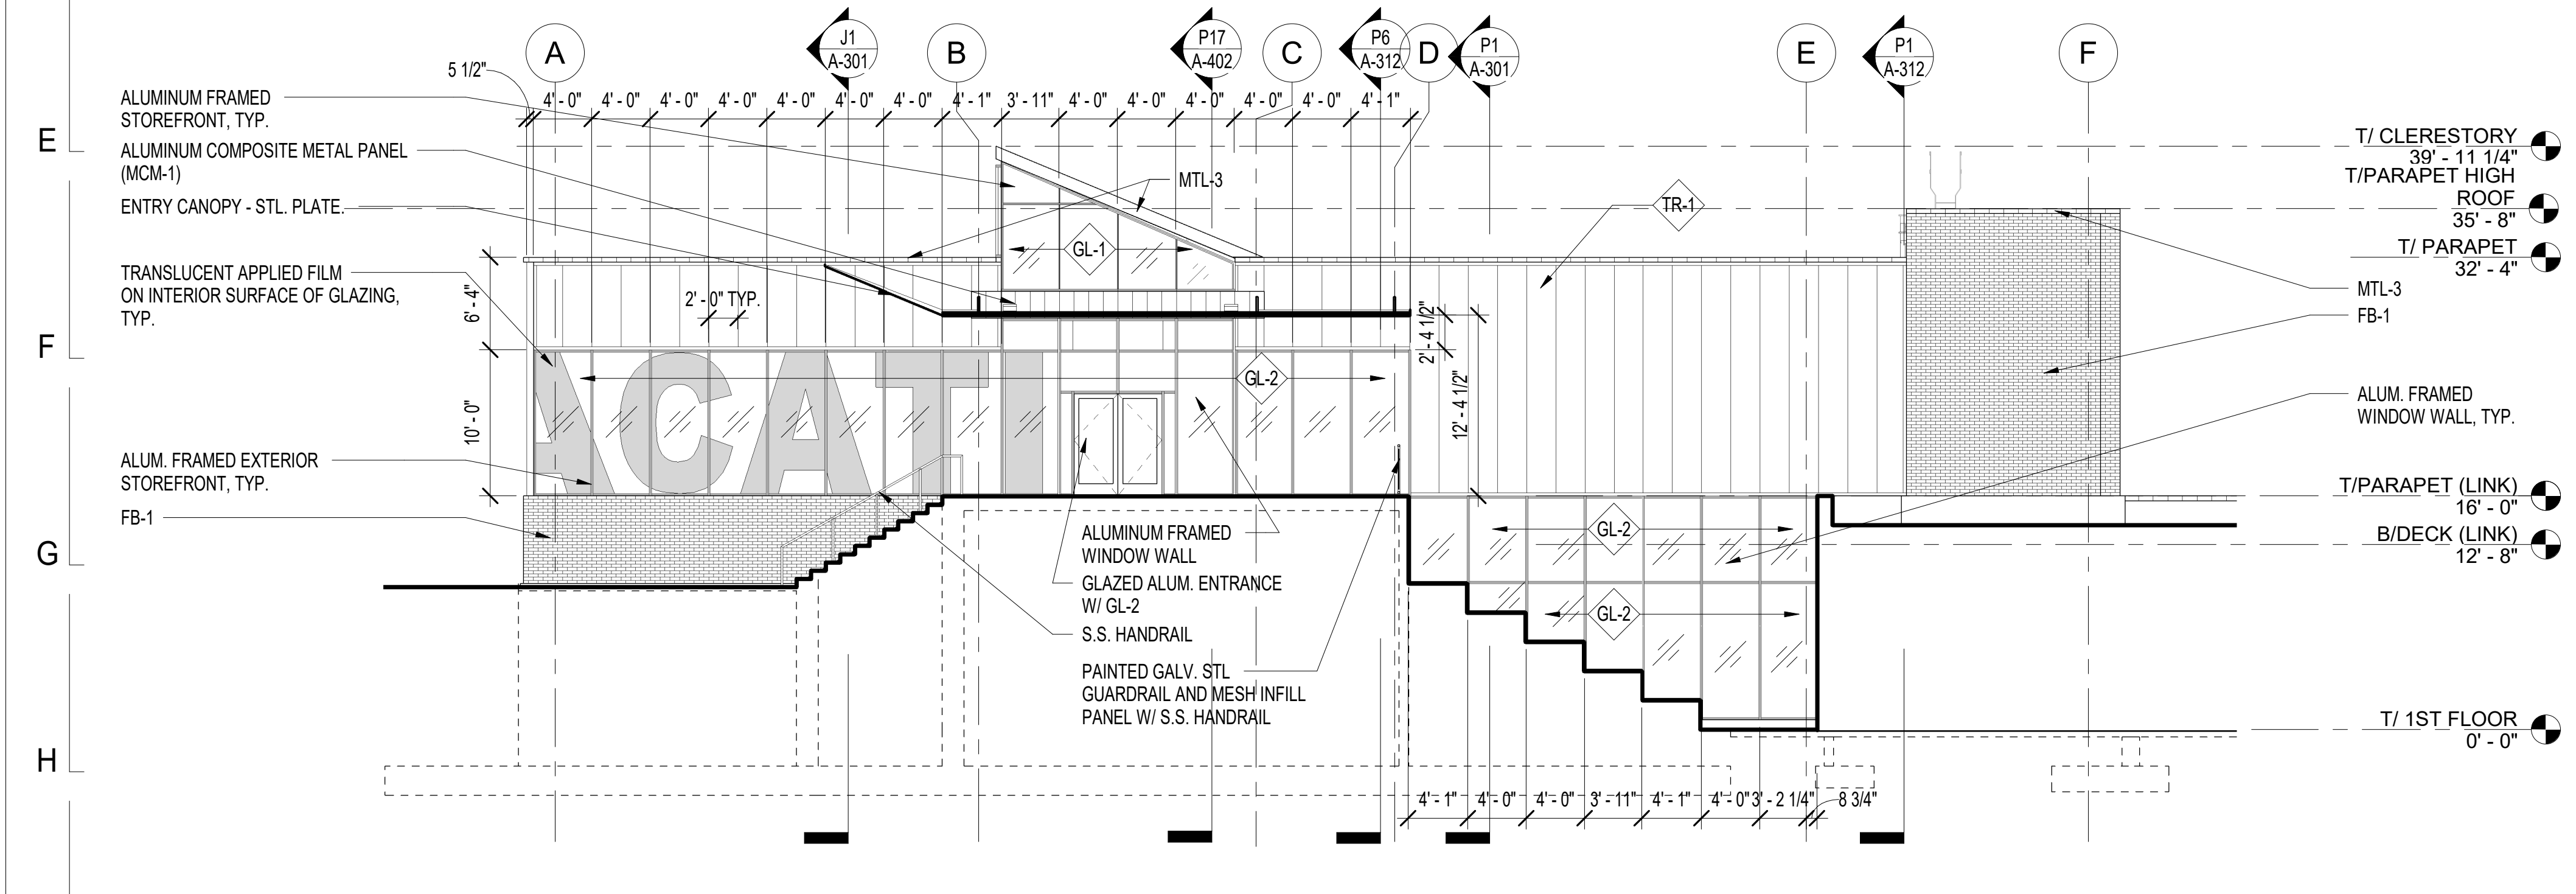 A
J1
A-301
B
P17
A-402
C
P6
A-312
D
P1
A-301
E
P1
A-312
F
5 1/2"
4' - 0"
4' - 0"
4' - 0"
4' - 0"
4' - 0"
4' - 0"
4' - 0"
4' - 1"
3' - 11"
4' - 0"
4' - 0"
4' - 0"
4' - 0"
4' - 0"
4' - 1"
E
F
G
H
ALUMINUM FRAMED
STOREFRONT, TYP.
ALUMINUM COMPOSITE METAL PANEL
(MCM-1)
ENTRY CANOPY - STL. PLATE.
TRANSLUCENT APPLIED FILM
ON INTERIOR SURFACE OF GLAZING,
TYP.
ALUM. FRAMED EXTERIOR
STOREFRONT, TYP.
FB-1
6' - 4"
10' - 0"
2' - 0" TYP.
MTL-3
GL-1
TR-1
GL-2
ACATI
2' - 4 1/2"
12' - 4 1/2"
ALUMINUM FRAMED
WINDOW WALL
GLAZED ALUM. ENTRANCE
W/ GL-2
S.S. HANDRAIL
PAINTED GALV. STL
GUARDRAIL AND MESH INFILL
PANEL W/ S.S. HANDRAIL
GL-2
GL-2
T/ CLERESTORY
39' - 11 1/4"
T/PARAPET HIGH
ROOF
35' - 8"
T/ PARAPET
32' - 4"
MTL-3
FB-1
ALUM. FRAMED
WINDOW WALL, TYP.
T/PARAPET (LINK)
16' - 0"
B/DECK (LINK)
12' - 8"
T/ 1ST FLOOR
0' - 0"
4' - 1"
4' - 0"
4' - 0"
3' - 11"
4' - 1"
4' - 0"
3' - 2 1/4"
8 3/4"